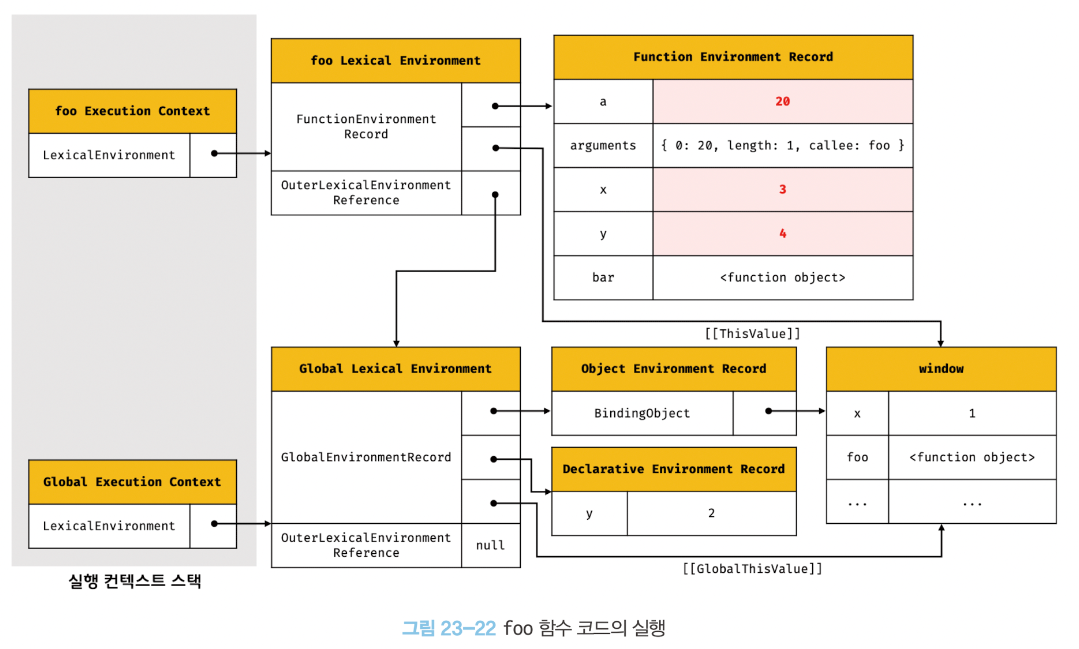 foo Execution Context
LexicalEnvironment
foo Lexical Environment
FunctionEnvironment
Record
OuterLexicalEnvironment
Reference
Function Environment Record
a
20
arguments
{ 0: 20, length: 1, callee: foo }
x
3
y
4
bar
<function object>
[[ThisValue]]
Global Execution Context
LexicalEnvironment
Global Lexical Environment
GlobalEnvironmentRecord
OuterLexicalEnvironment
Reference
null
Object Environment Record
BindingObject
Declarative Environment Record
y
2
window
x
1
foo
<function object>
...
...
[[GlobalThisValue]]
실행 컨텍스트 스택
그림 23-22 foo 함수 코드의 실행